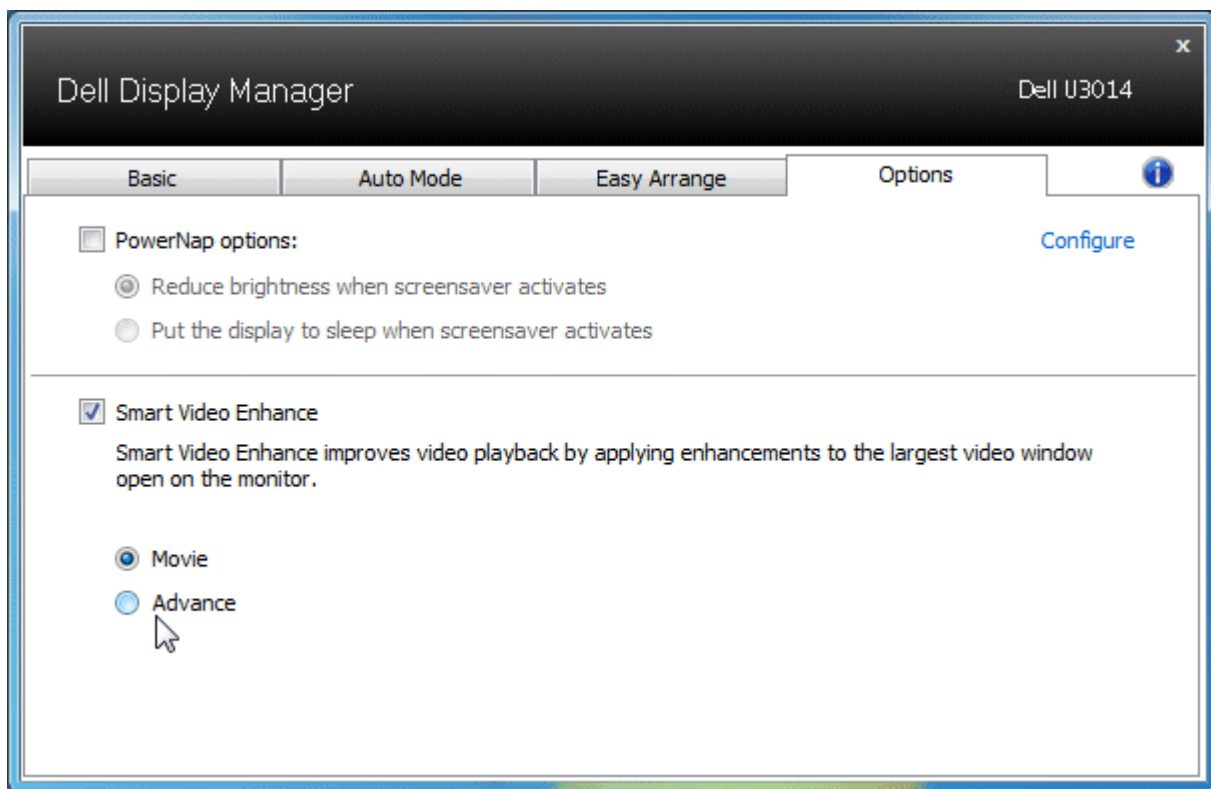 x
Dell Display Manager
Dell U3014
Basic
Auto Mode
Easy Arrange
Options
i
PowerNap options:
Configure
Reduce brightness when screensaver activates
Put the display to sleep when screensaver activates
Smart Video Enhance
Smart Video Enhance improves video playback by applying enhancements to the largest video window
open on the monitor.
Movie
Advance